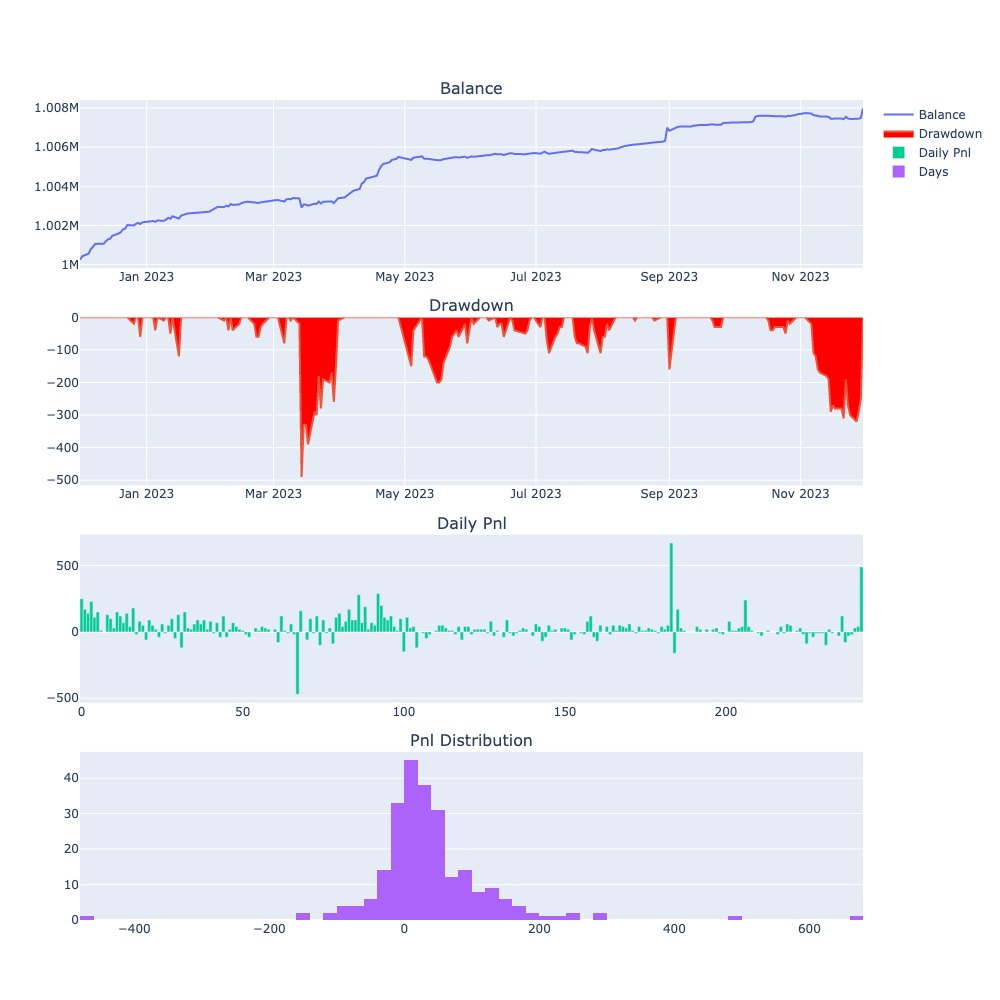 Balance
1.008M
1.006M
1.004M
1.002M
1M
Jan 2023 Mar 2023 May 2023 Jul 2023 Sep 2023 Nov 2023
Balance
Drawdown
Daily Pnl
Days
Drawdown
0
−100
−200
−300
−400
−500
Jan 2023 Mar 2023 May 2023 Jul 2023 Sep 2023 Nov 2023
Daily Pnl
500
0
−500
0 50 100 150 200
Pnl Distribution
40
30
20
10
0
−400 −200 0 200 400 600